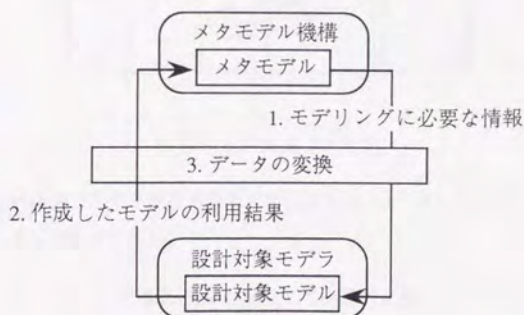 メタモデル機構
メタモデル
1. モデリングに必要な情報
3. データの変換
2. 作成したモデルの利用結果
設計対象モデラ
設計対象モデル